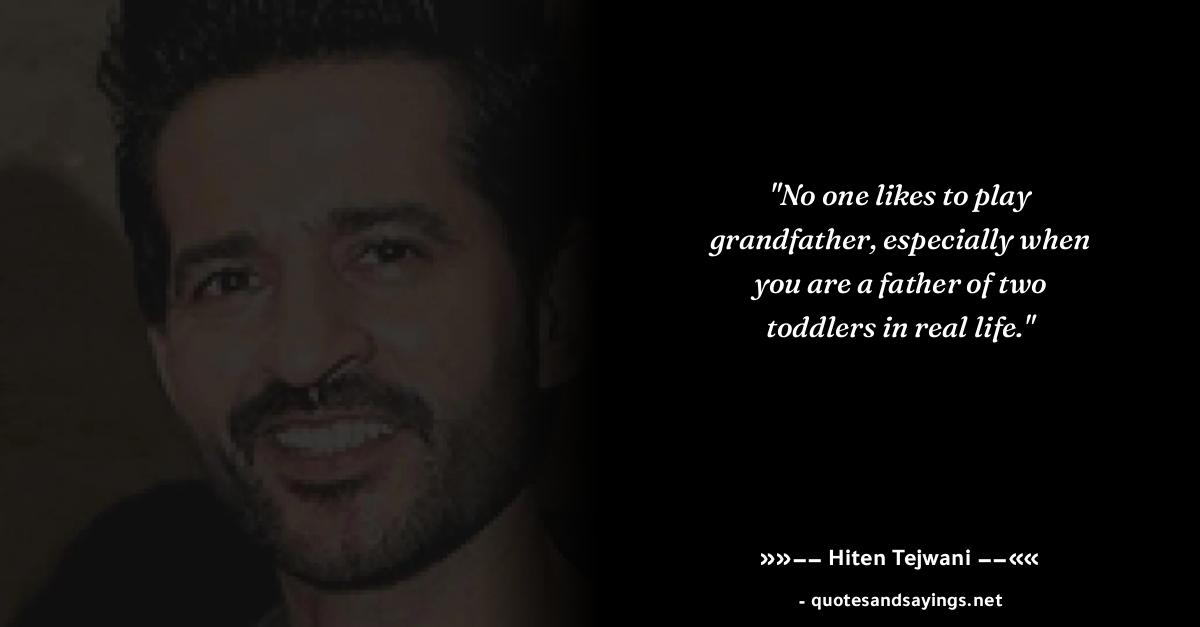 "No one likes to play
grandfather, especially when
you are a father of two
toddlers in real life."
»»–– Hiten Tejwani ––««
- quotesandsayings.net